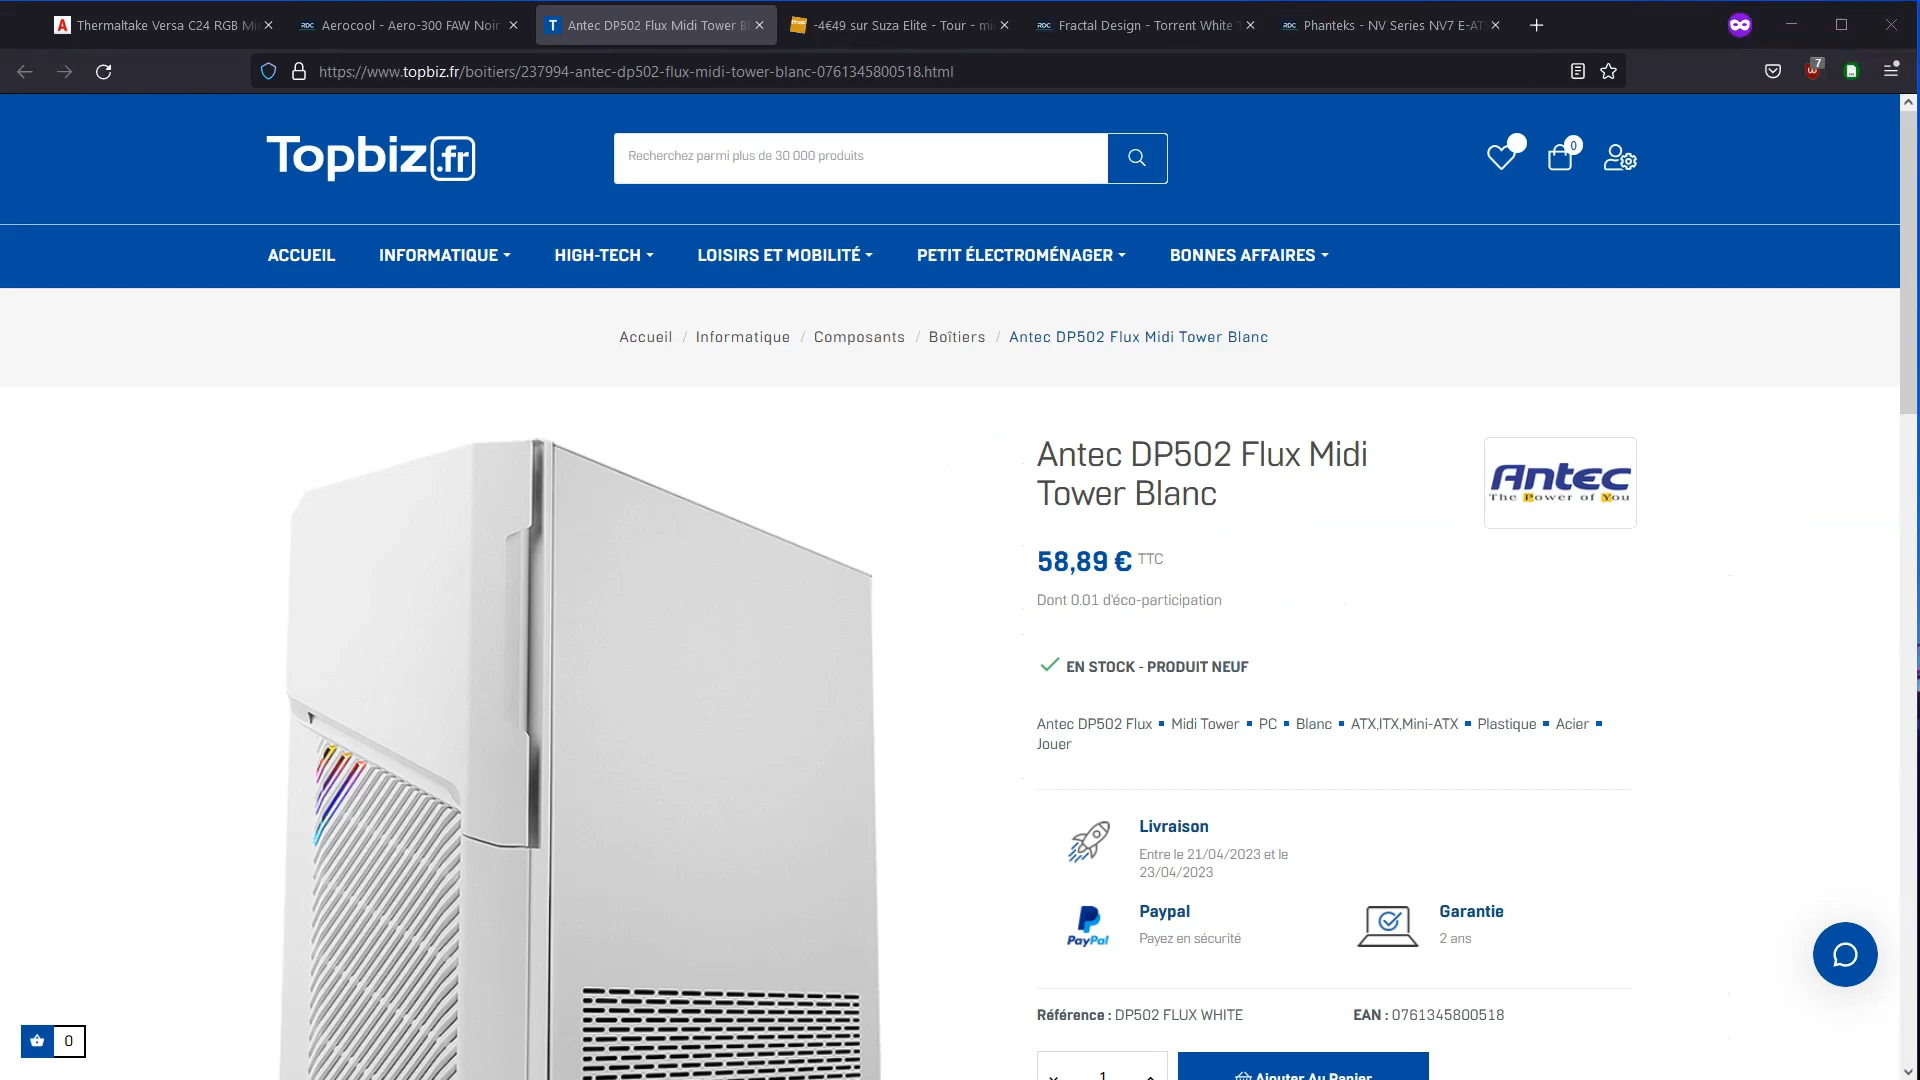 Thermaltake Versa C24 RGB Mi
Aerocool - Aero-300 FAW Noir
Antec DP502 Flux Midi Tower Bl
-4€49 sur Suza Elite - Tour - mi
Fractal Design - Torrent White T
Phanteks - NV Series NV7 E-AT
https://www.topbiz.fr/boitiers/237994-antec-dp502-flux-midi-tower-blanc-0761345800518.html
7
Topbiz.fr
Recherchez parmi plus de 30 000 produits
0
ACCUEIL INFORMATIQUE HIGH-TECH LOISIRS ET MOBILITÉ PETIT ÉLECTROMÉNAGER BONNES AFFAIRES
Accueil / Informatique / Composants / Boîtiers / Antec DP502 Flux Midi Tower Blanc
Antec DP502 Flux Midi
Tower Blanc
Antec
The Power of You
58,89 € TTC
Dont 0.01 d'éco-participation
EN STOCK - PRODUIT NEUF
Antec DP502 Flux ▪ Midi Tower ▪ PC ▪ Blanc ▪ ATX,ITX,Mini-ATX ▪ Plastique ▪ Acier ▪
Jouer
Livraison
Entre le 21/04/2023 et le
23/04/2023
Paypal
PayPal
Payez en sécurité
Garantie
2 ans
Référence : DP502 FLUX WHITE
EAN : 0761345800518
0
1
Ajouter Au Panier